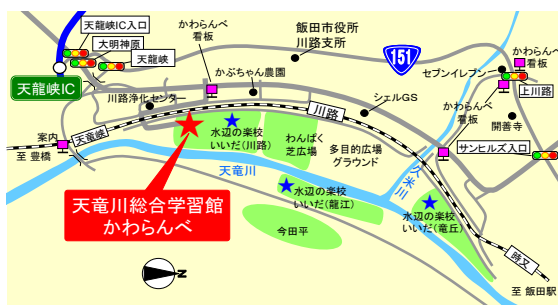 天龍峡IC入口
大明神原
天龍峡
天龍峡IC
かわらんべ
看板
飯田市役所
川路支所
151
かわらんべ
看板
セブンイレブン
上川路
かぶちゃん農園
川路浄化センター
シェルGS
かわらんべ
看板
開善寺
サンヒルズ入口
案内
至 豊橋
天竜峡
川路
水辺の楽校
いいだ(川路)
わんぱく
芝広場
多目的広場
グラウンド
久米川
天竜川
水辺の楽校
いいだ(龍江)
水辺の楽校
いいだ(竜丘)
天竜川総合学習館
かわらんべ
今田平
時又
至 飯田駅
N